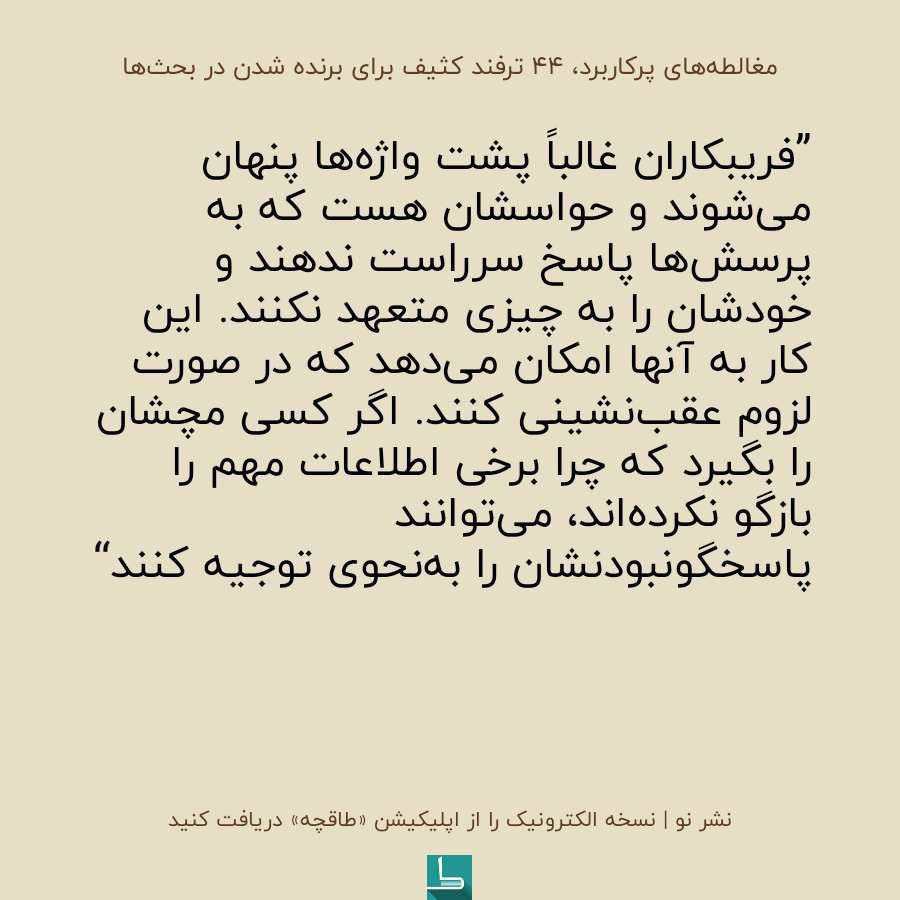 مغالطه‌های پرکاربرد، ۴۴ ترفند کثیف برای برنده شدن در بحث‌ها
”فریبکاران غالباً پشت واژه‌ها پنهان
می‌شوند و حواسشان هست که به
پرسش‌ها پاسخ سرراست ندهند و
خودشان را به چیزی متعهد نکنند. این
کار به آنها امکان می‌دهد که در صورت
لزوم عقب‌نشینی کنند. اگر کسی مچشان
را بگیرد که چرا برخی اطلاعات مهم را
بازگو نکرده‌اند، می‌توانند
پاسخگونبودنشان را به‌نحوی توجیه کنند“
نشر نو | نسخه الکترونیک را از اپلیکیشن «طاقچه» دریافت کنید